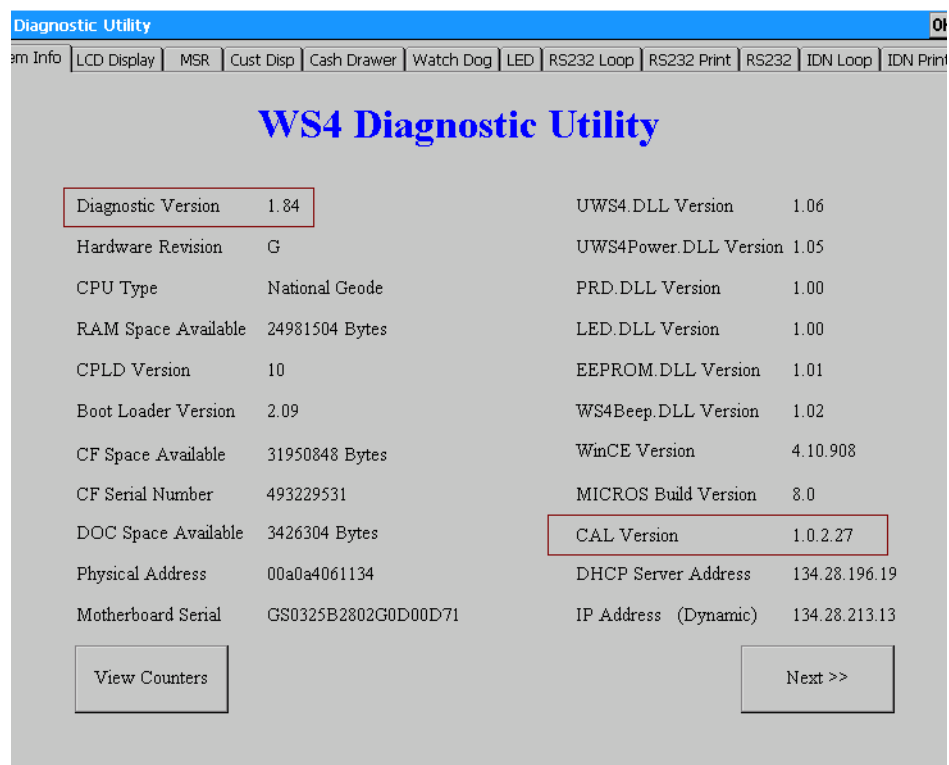 Diagnostic Utility
em Info LCD Display MSR Cust Disp Cash Drawer Watch Dog LED RS232 Loop RS232 Print RS232 IDN Loop IDN Print
WS4 Diagnostic Utility
Diagnostic Version 1.84 UWS4.DLL Version 1.06
Hardware Revision G UWS4Power.DLL Version 1.05
CPU Type National Geode PRD.DLL Version 1.00
RAM Space Available 24981504 Bytes LED.DLL Version 1.00
CPLD Version 10 EEPROM.DLL Version 1.01
Boot Loader Version 2.09 WS4Beep.DLL Version 1.02
CF Space Available 31950848 Bytes WinCE Version 4.10.908
CF Serial Number 493229531 MICROS Build Version 8.0
DOC Space Available 3426304 Bytes CAL Version 1.0.2.27
Physical Address 00a0a4061134 DHCP Server Address 134.28.196.19
Motherboard Serial GS0325B2802G0D00D71 IP Address (Dynamic) 134.28.213.13
View Counters Next >>